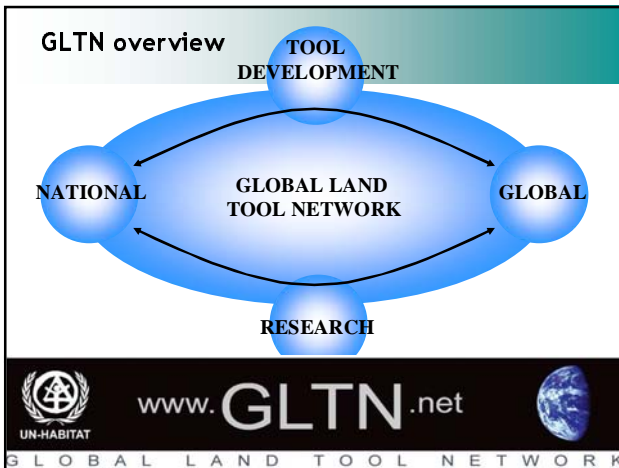 GLTN overview
TOOL
DEVELOPMENT
NATIONAL
GLOBAL LAND
TOOL NETWORK
GLOBAL
RESEARCH
UN-HABITAT
www.GLTN.net
GLOBAL LAND TOOL NETWORK